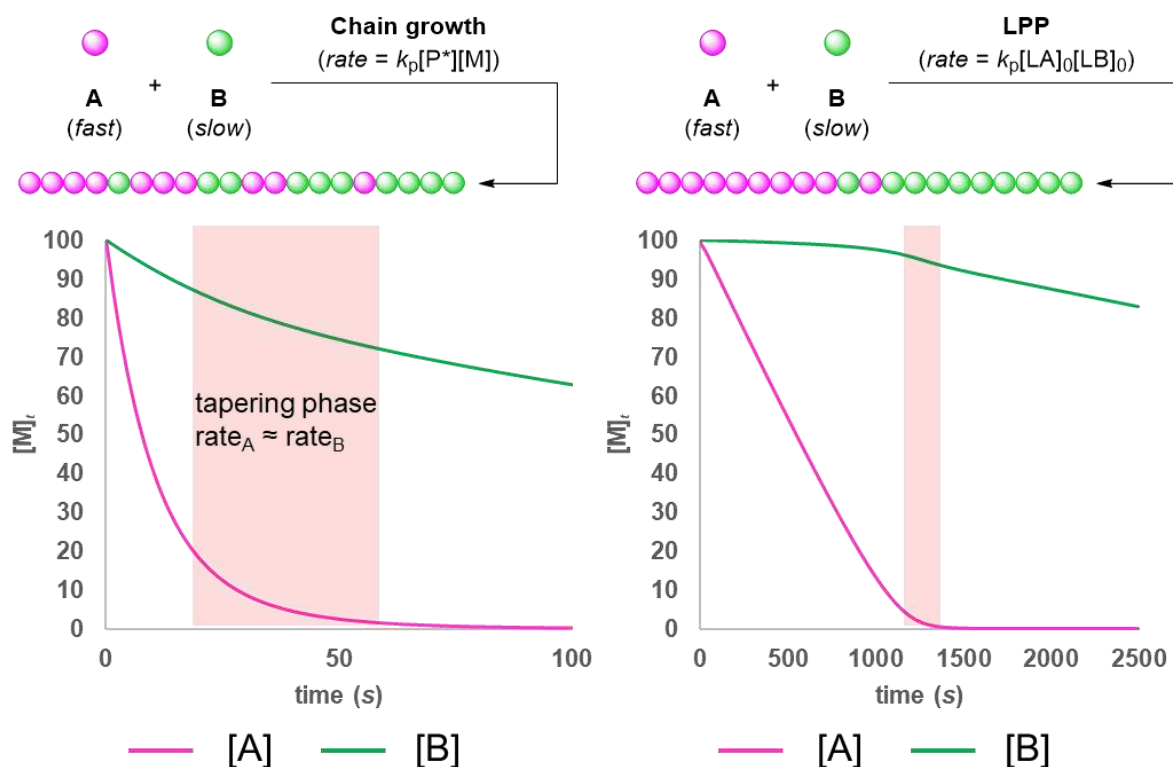 Chain growth
(rate = kₚ[P*][M])
A + B
(fast) (slow)
100
90
80
70
60
50
40
30
20
10
0
[M]ₜ
tapering phase
rate_A ≈ rate_B
0 50 100
time (s)
[A] [B]
LPP
(rate = kₚ[LA]₀[LB]₀)
A + B
(fast) (slow)
100
90
80
70
60
50
40
30
20
10
0
[M]ₜ
0 500 1000 1500 2000 2500
time (s)
[A] [B]